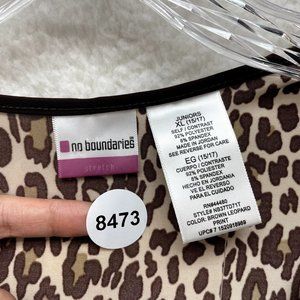 no boundaries®
stretch
8473
JUNIORS
XL (15/17)
SELF / CONTRAST
92% POLYESTER
8% SPANDEX
MADE IN JORDAN
SEE REVERSE FOR CARE
EG (15/17)
CUERPO / CONTRASTE
92% POLIESTER
8% SPANDEX
HECHO EN JORDANIA
VEA EL REVERSO
PARA EL CUIDADO
STYLE# NB37TD71T
COLOR: BROWN LEOPARD
PRINT